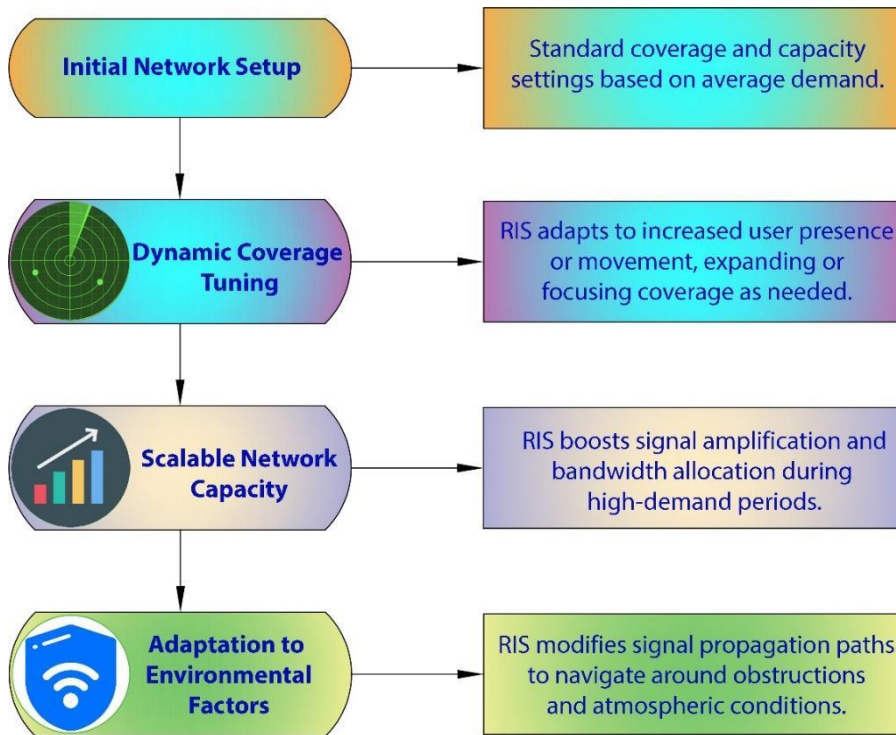 Initial Network Setup
Standard coverage and capacity
settings based on average demand.
Dynamic Coverage
Tuning
RIS adapts to increased user presence
or movement, expanding or
focusing coverage as needed.
Scalable Network
Capacity
RIS boosts signal amplification and
bandwidth allocation during
high-demand periods.
Adaptation to
Environmental
Factors
RIS modifies signal propagation paths
to navigate around obstructions
and atmospheric conditions.